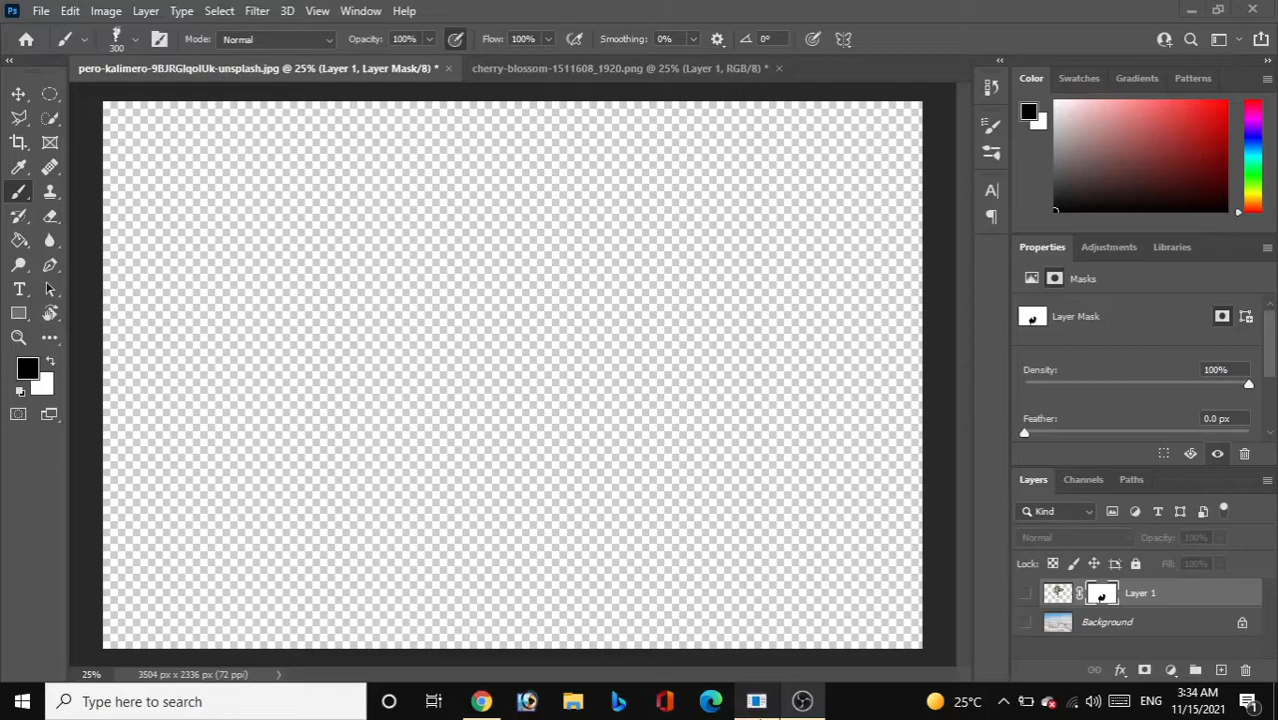 Ps File Edit Image Layer Type Select Filter 3D View Window Help
300 Mode: Normal Opacity: 100% Flow: 100% Smoothing: 0% 0°
pero-kalimero-9BJRGlqoIUk-unsplash.jpg @ 25% (Layer 1, Layer Mask/8) * × cherry-blossom-1511608_1920.png @ 25% (Layer 1, RGB/8) * ×
Color Swatches Gradients Patterns
Properties Adjustments Libraries
Masks
Layer Mask
Density: 100%
Feather: 0.0 px
Layers Channels Paths
Kind
Normal Opacity: 100%
Lock: Fill: 100%
Layer 1
Background
25% 3504 px x 2336 px (72 ppi)
Type here to search 25°C ENG 3:34 AM
11/15/2021 1